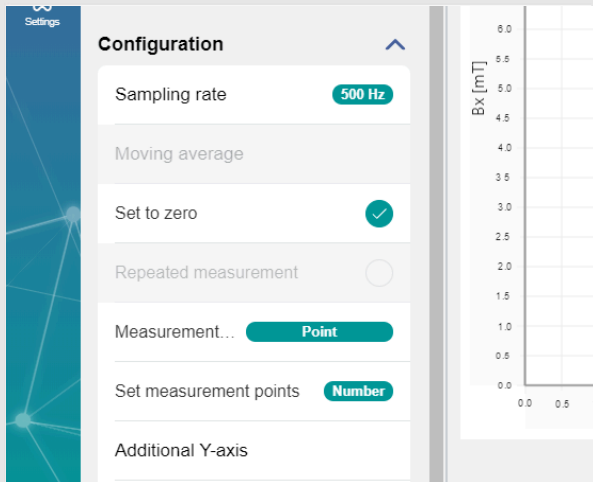 Settings
Configuration
Sampling rate 500 Hz
Moving average
Set to zero
Repeated measurement
Measurement... Point
Set measurement points Number
Additional Y-axis
Bx [mT]
6.0
5.5
5.0
4.5
4.0
3.5
3.0
2.5
2.0
1.5
1.0
0.5
0.0
0.0 0.5